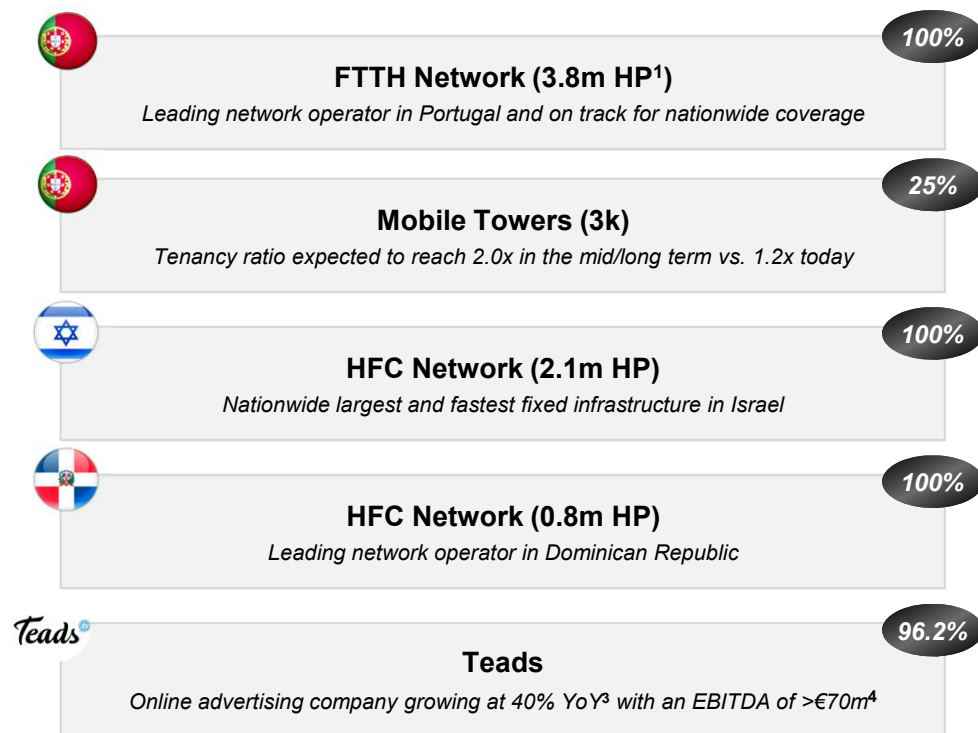 100%
FTTH Network (3.8m HP¹)
Leading network operator in Portugal and on track for nationwide coverage
25%
Mobile Towers (3k)
Tenancy ratio expected to reach 2.0x in the mid/long term vs. 1.2x today
100%
HFC Network (2.1m HP)
Nationwide largest and fastest fixed infrastructure in Israel
100%
HFC Network (0.8m HP)
Leading network operator in Dominican Republic
Teads tv
96.2%
Teads
Online advertising company growing at 40% YoY³ with an EBITDA of >€70m⁴